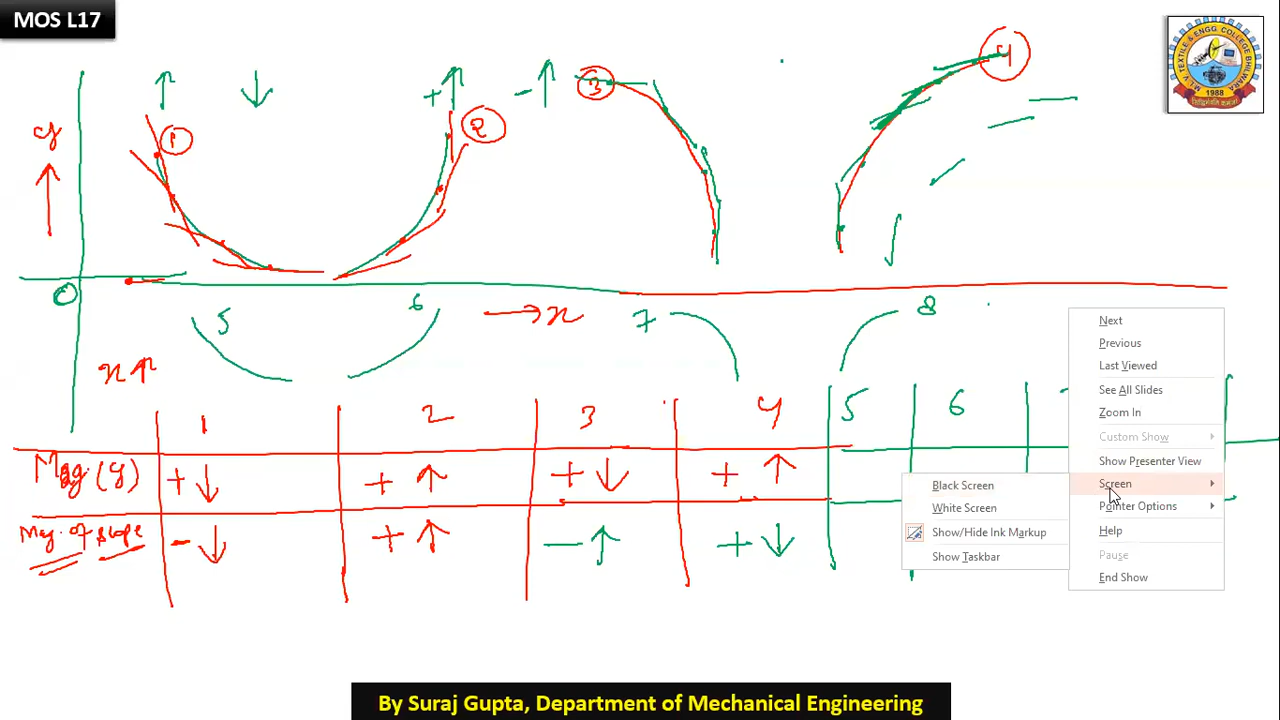 MOS L17
y
1
2
3
4
+
-
0
5
6
x
7
8
x
1 2 3 4 5 6
Mag. (y) + + + +
Mag. of slope - + - +
Next
Previous
Last Viewed
See All Slides
Zoom In
Custom Show
Show Presenter View
Screen
Pointer Options
Help
Pause
End Show
Black Screen
White Screen
Show/Hide Ink Markup
Show Taskbar
1988
By Suraj Gupta, Department of Mechanical Engineering